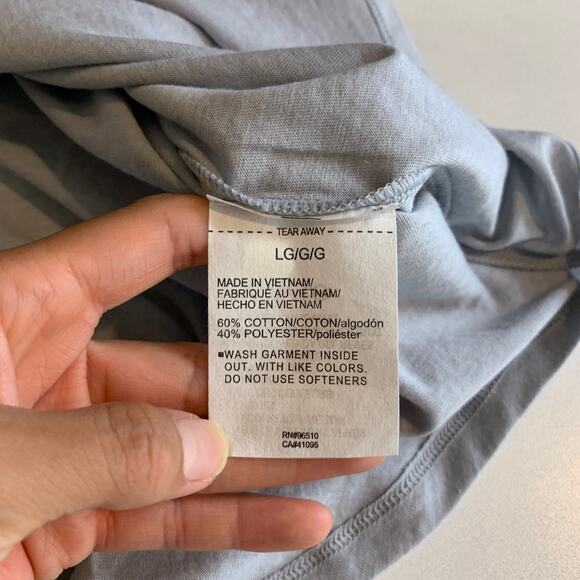 TEAR AWAY
LG/G/G
MADE IN VIETNAM/
FABRIQUÉ AU VIETNAM/
HECHO EN VIETNAM
60% COTTON/COTON/algodón
40% POLYESTER/poliéster
▪WASH GARMENT INSIDE
OUT. WITH LIKE COLORS.
DO NOT USE SOFTENERS
RN#96510
CA#41095